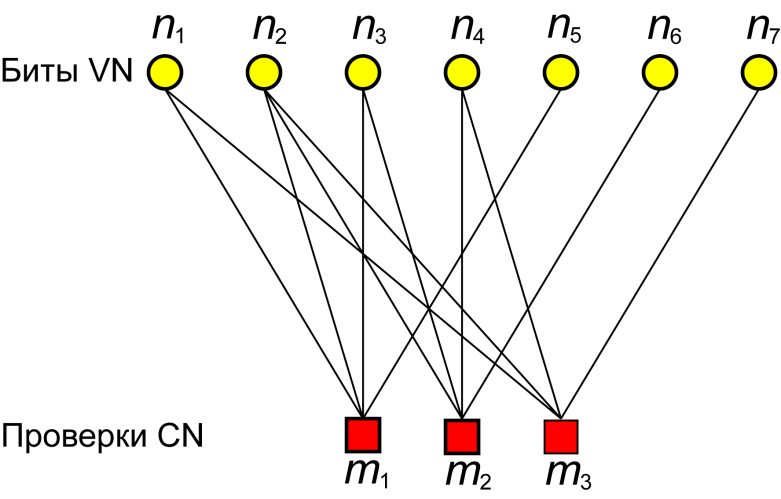 n₁ n₂ n₃ n₄ n₅ n₆ n₇
Биты VN
Проверки CN
m₁ m₂ m₃